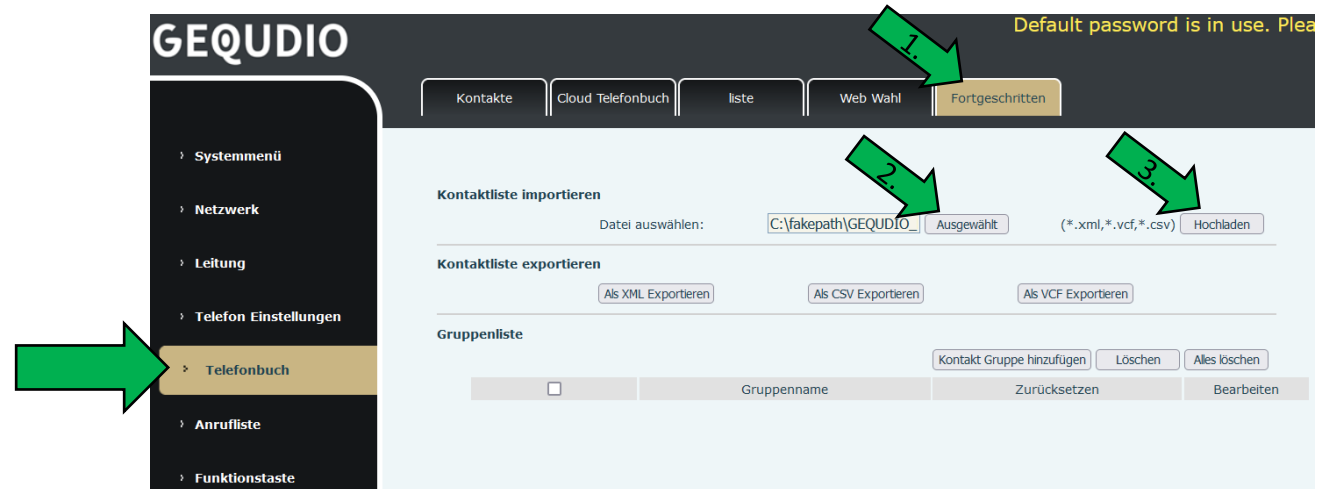 GEQUDIO
Default password is in use. Plea
1.
Kontakte
Cloud Telefonbuch
liste
Web Wahl
Fortgeschritten
› Systemmenü
› Netzwerk
› Leitung
› Telefon Einstellungen
› Telefonbuch
› Anrufliste
› Funktionstaste
2.
3.
Kontaktliste importieren
Datei auswählen: C:\fakepath\GEQUDIO_ Ausgewählt (*.xml,*.vcf,*.csv) Hochladen
Kontaktliste exportieren
Als XML Exportieren Als CSV Exportieren Als VCF Exportieren
Gruppenliste
Kontakt Gruppe hinzufügen Löschen Alles löschen
Gruppenname Zurücksetzen Bearbeiten